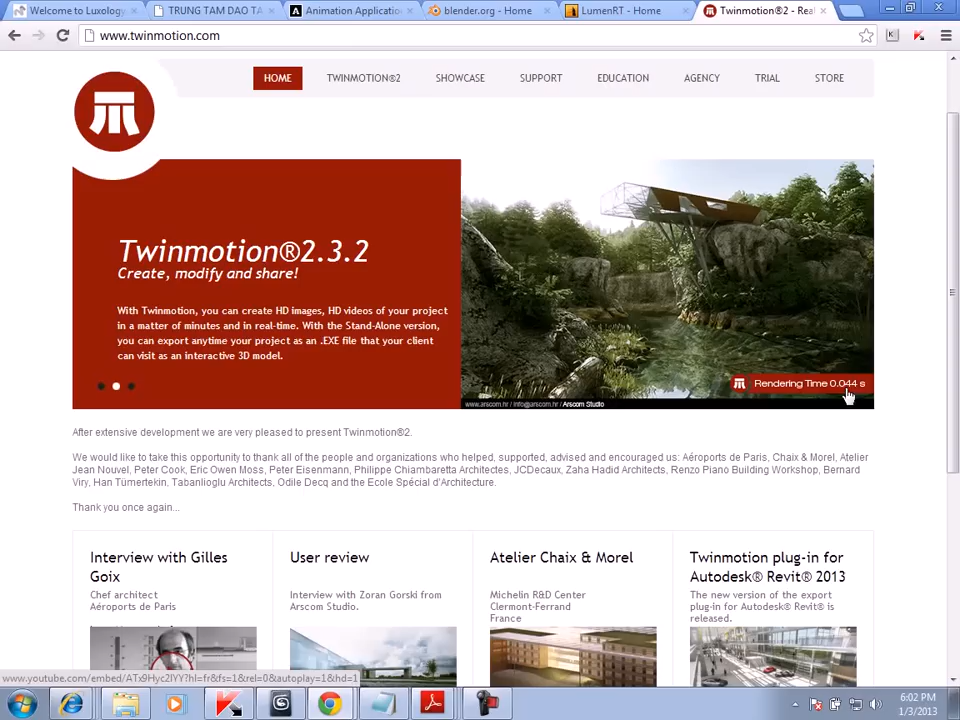 Welcome to Luxology
TRUNG TAM DAO TA
Animation Applicatio
blender.org - Home
LumenRT - Home
Twinmotion®2 - Rea
www.twinmotion.com
HOME
TWINMOTION®2
SHOWCASE
SUPPORT
EDUCATION
AGENCY
TRIAL
STORE
Twinmotion®2.3.2
Create, modify and share!
With Twinmotion, you can create HD images, HD videos of your project
in a matter of minutes and in real-time. With the Stand-Alone version,
you can export anytime your project as an .EXE file that your client
can visit as an interactive 3D model.
Rendering Time 0.044 s
www.arscom.hr / info@arscom.hr / Arscom Studio
After extensive development we are very pleased to present Twinmotion®2.
We would like to take this opportunity to thank all of the people and organizations who helped, supported, advised and encouraged us: Aéroports de Paris, Chaix & Morel, Atelier
Jean Nouvel, Peter Cook, Eric Owen Moss, Peter Eisenmann, Philippe Chiambaretta Architectes, JCDecaux, Zaha Hadid Architects, Renzo Piano Building Workshop, Bernard
Viry, Han Tümertekin, Tabanlioglu Architects, Odile Decq and the Ecole Spécial d'Architecture.
Thank you once again...
Interview with Gilles
Goix
Chef architect
Aéroports de Paris
User review
Interview with Zoran Gorski from
Arscom Studio.
Atelier Chaix & Morel
Michelin R&D Center
Clermont-Ferrand
France
Twinmotion plug-in for
Autodesk® Revit® 2013
The new version of the export
plug-in for Autodesk® Revit® is
released.
www.youtube.com/embed/ATx9Hyc2IYY?hl=fr&fs=1&rel=0&autoplay=1&hd=1
6:02 PM
1/3/2013